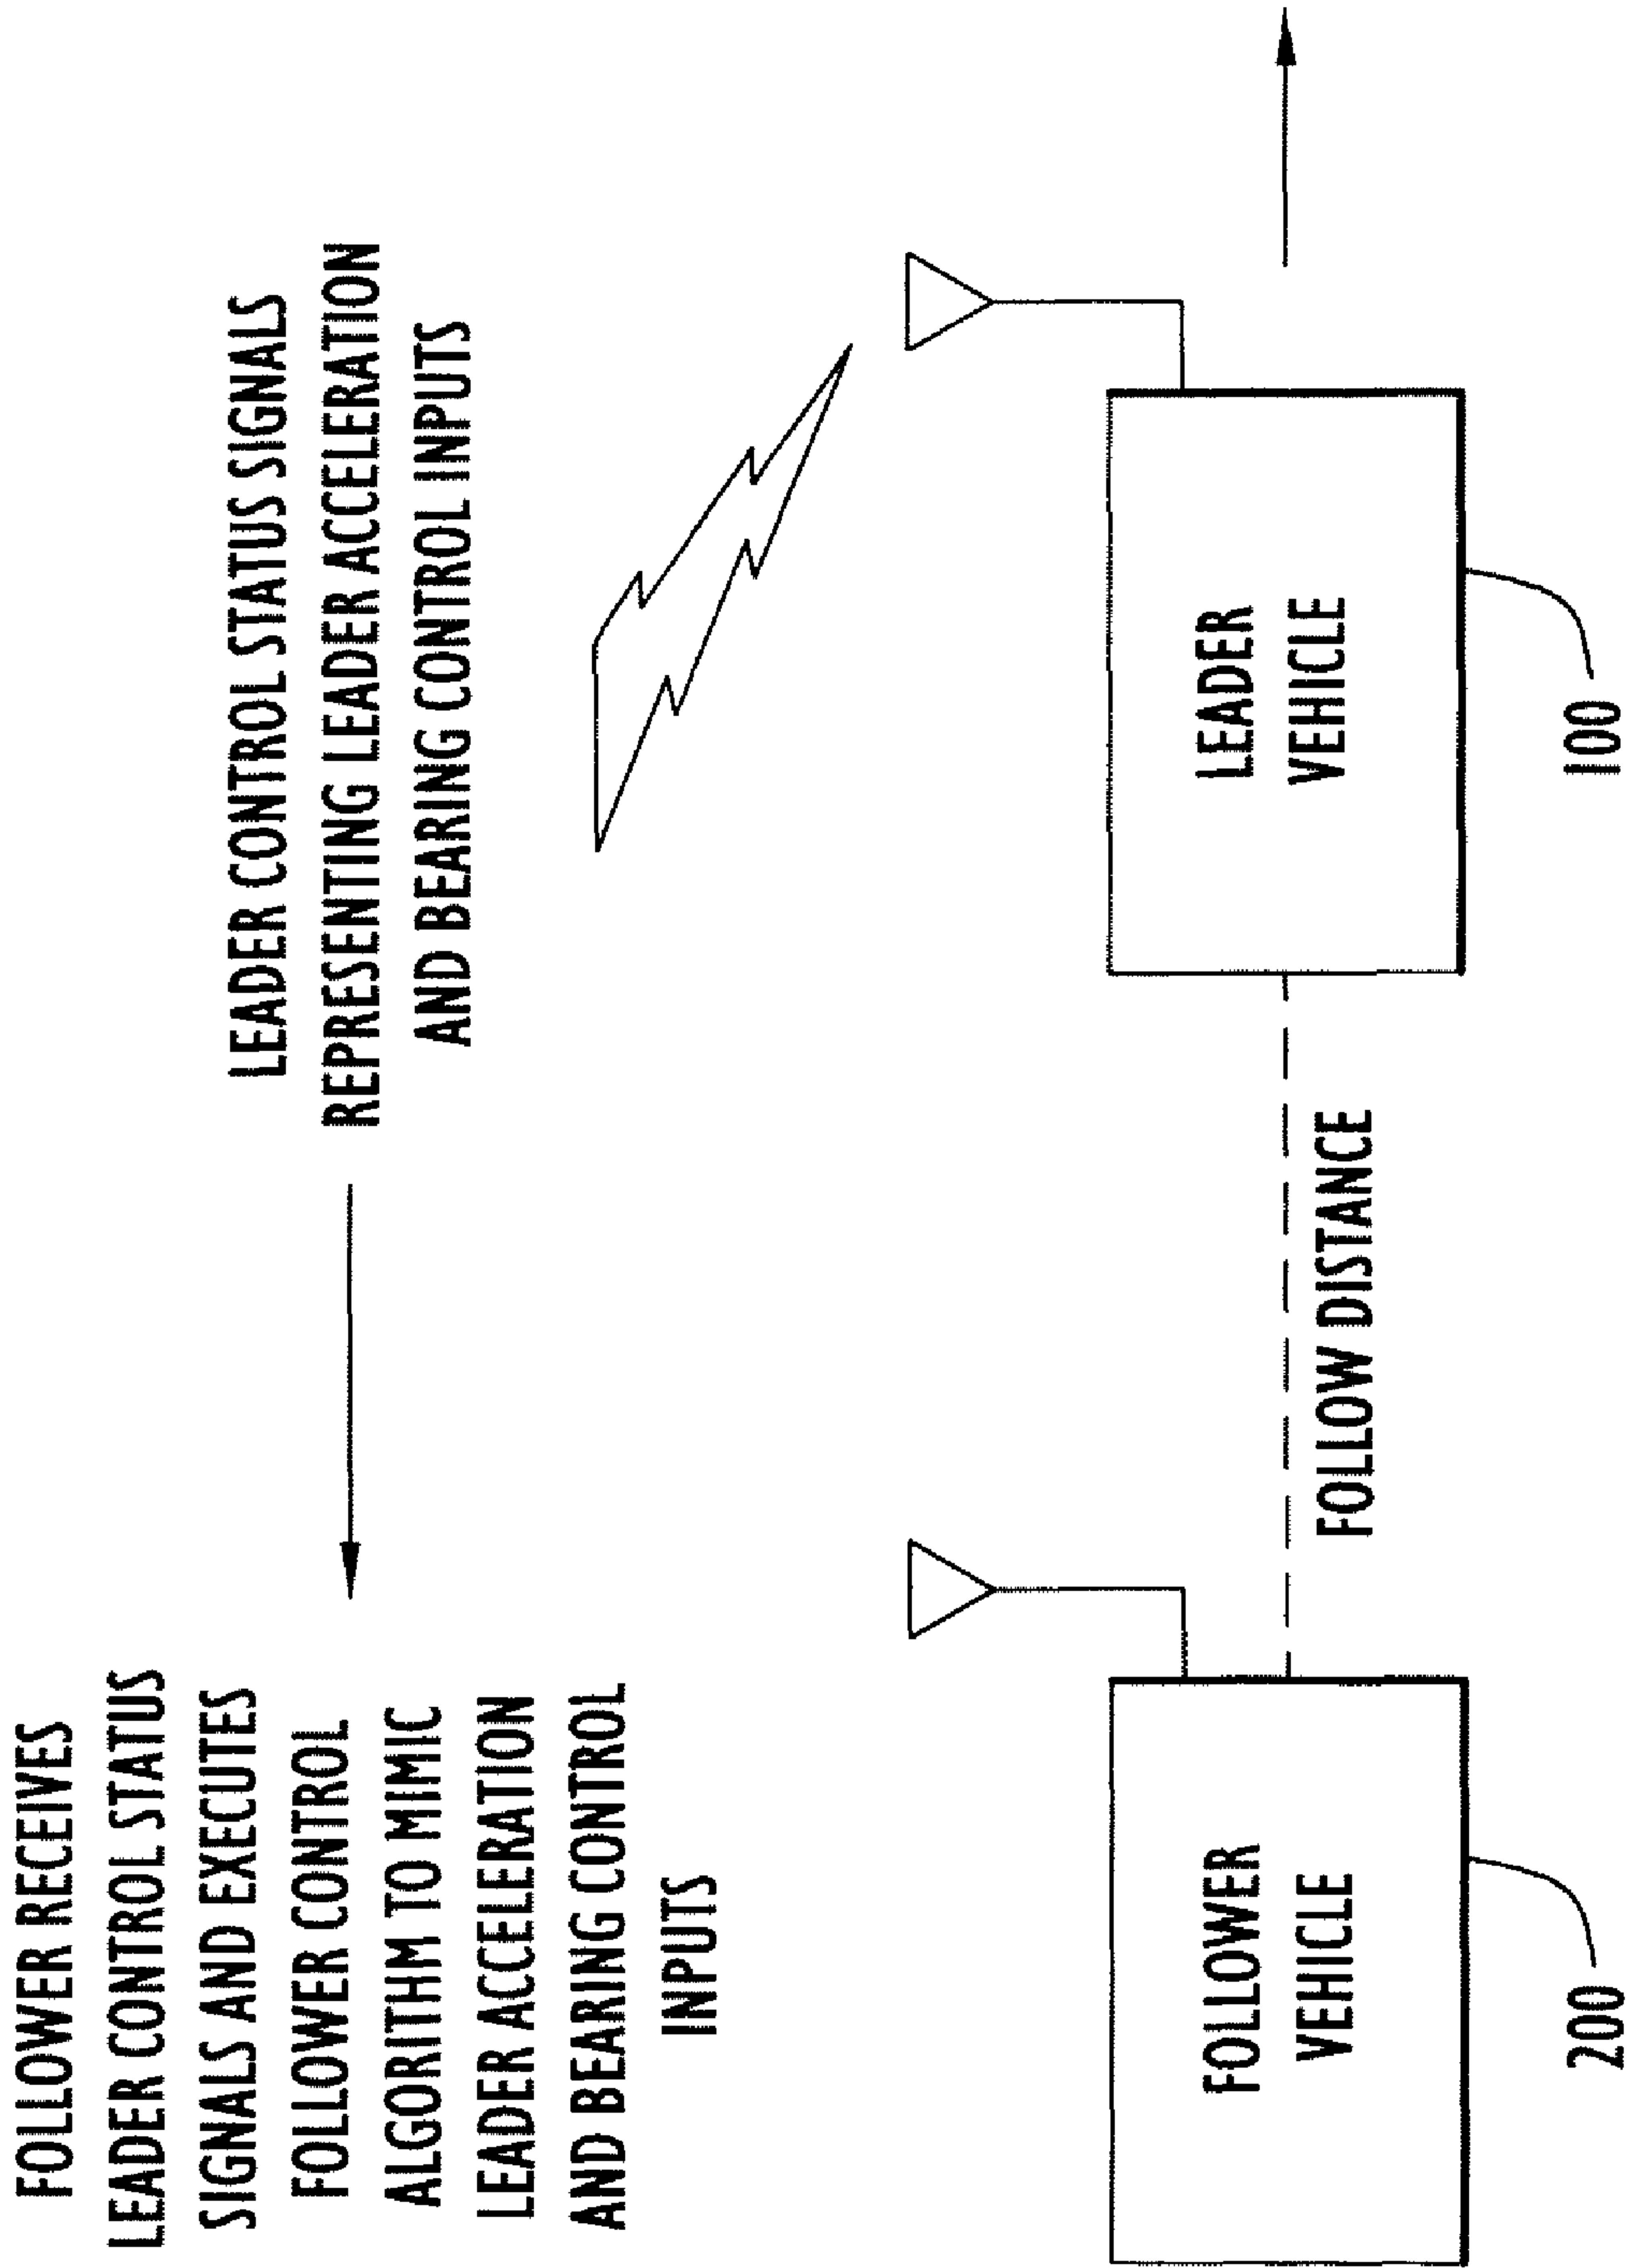 FOLLOWER RECEIVES
LEADER CONTROL STATUS
SIGNALS AND EXECUTES
FOLLOWER CONTROL
ALGORITHM TO MIMIC
LEADER ACCELERATION
AND BEARING CONTROL
INPUTS
LEADER CONTROL STATUS SIGNALS
REPRESENTING LEADER ACCELERATION
AND BEARING CONTROL INPUTS
FOLLOWER
VEHICLE
200
FOLLOW DISTANCE
LEADER
VEHICLE
100